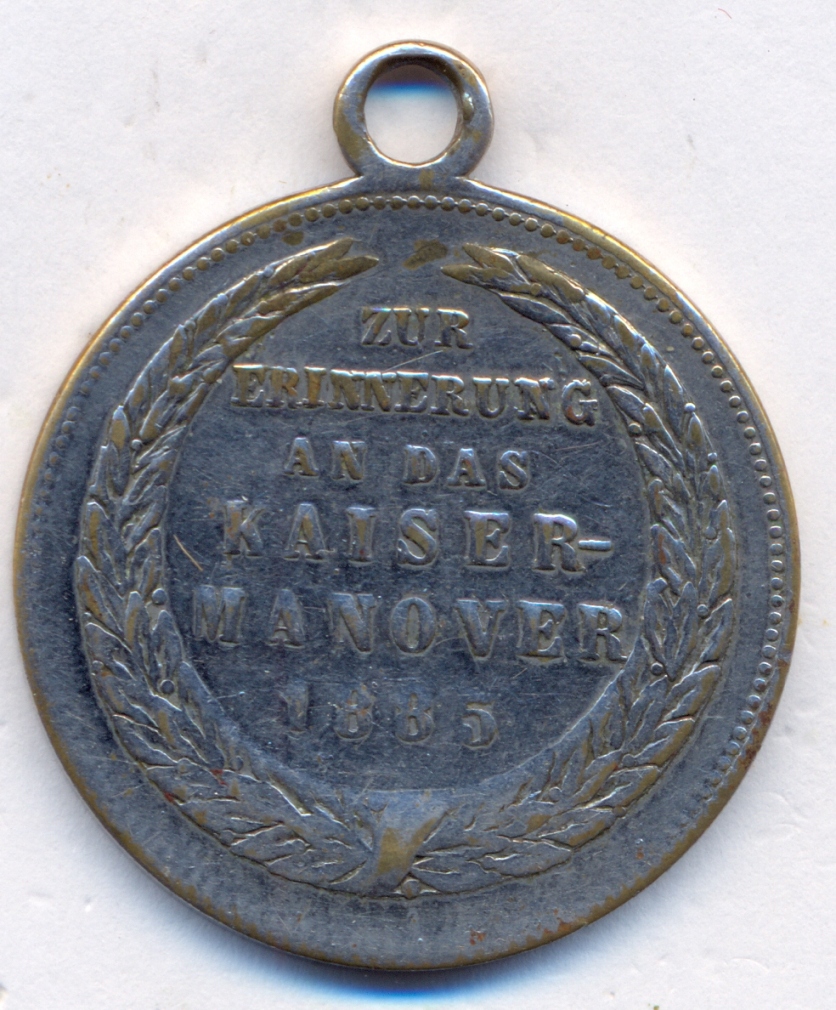 ZUR
ERINNERUNG
AN DAS
KAISER-
MANOVER
1885